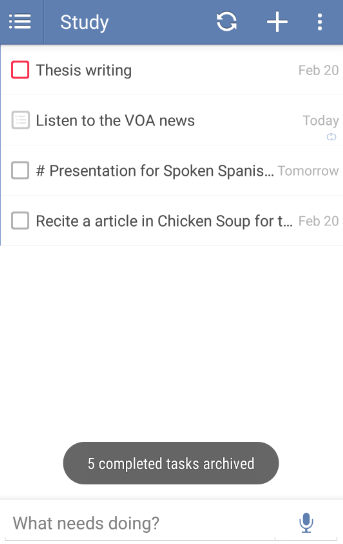 Study
Thesis writing Feb 20
Listen to the VOA news Today
# Presentation for Spoken Spanis... Tomorrow
Recite a article in Chicken Soup for t... Feb 20
5 completed tasks archived
What needs doing?